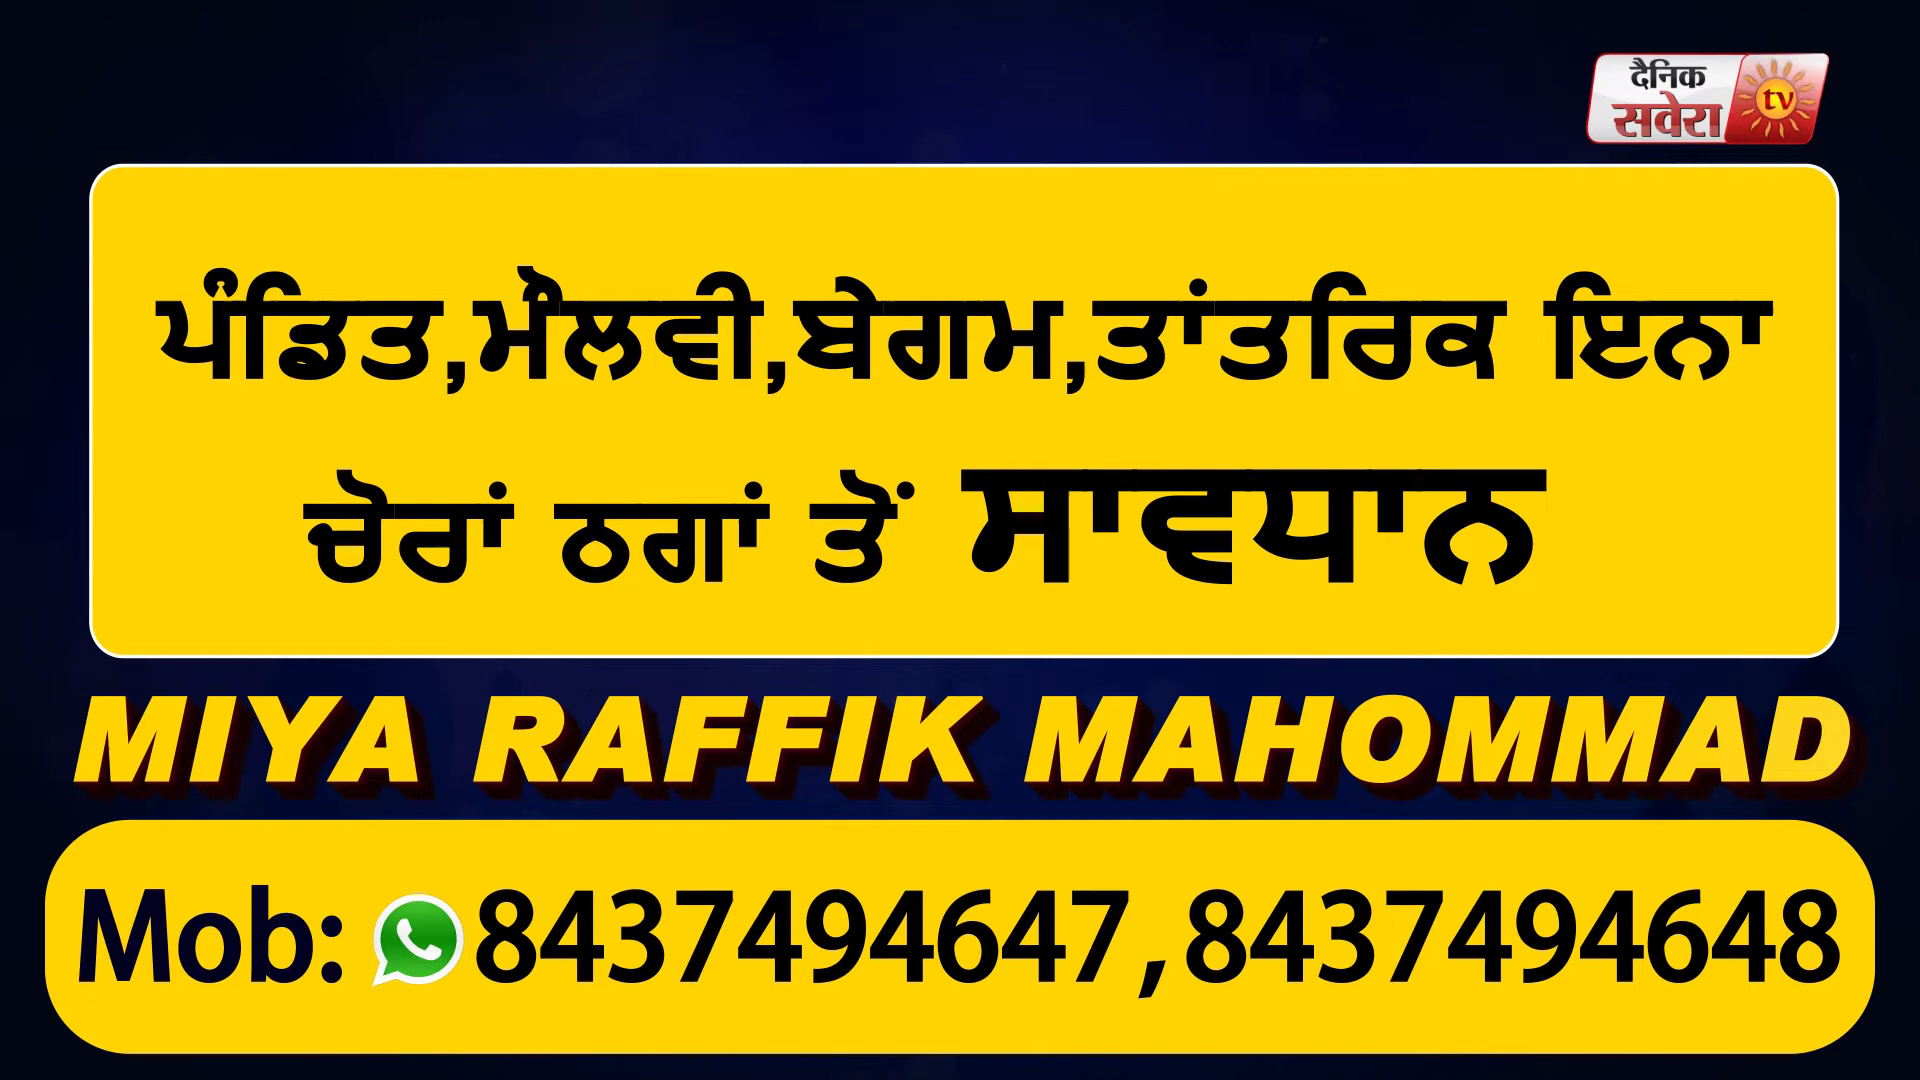 दैनिक
सवेरा tv
ਪੰਡਿਤ,ਮੌਲਵੀ,ਬੇਗਮ,ਤਾਂਤਰਿਕ ਇਨਾ
ਚੋਰਾਂ ਠਗਾਂ ਤੋਂ ਸਾਵਧਾਨ
MIYA RAFFIK MAHOMMAD
Mob: 8437494647,8437494648